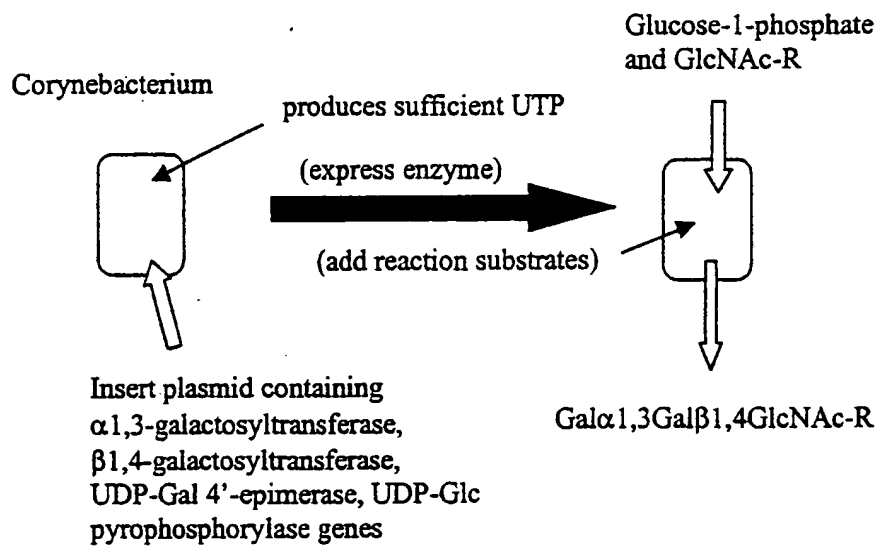 Glucose-1-phosphate
and GlcNAc-R
Corynebacterium
produces sufficient UTP
(express enzyme)
(add reaction substrates)
Insert plasmid containing
α1,3-galactosyltransferase,
β1,4-galactosyltransferase,
UDP-Gal 4’-epimerase, UDP-Glc
pyrophosphorylase genes
Galα1,3Galβ1,4GlcNAc-R